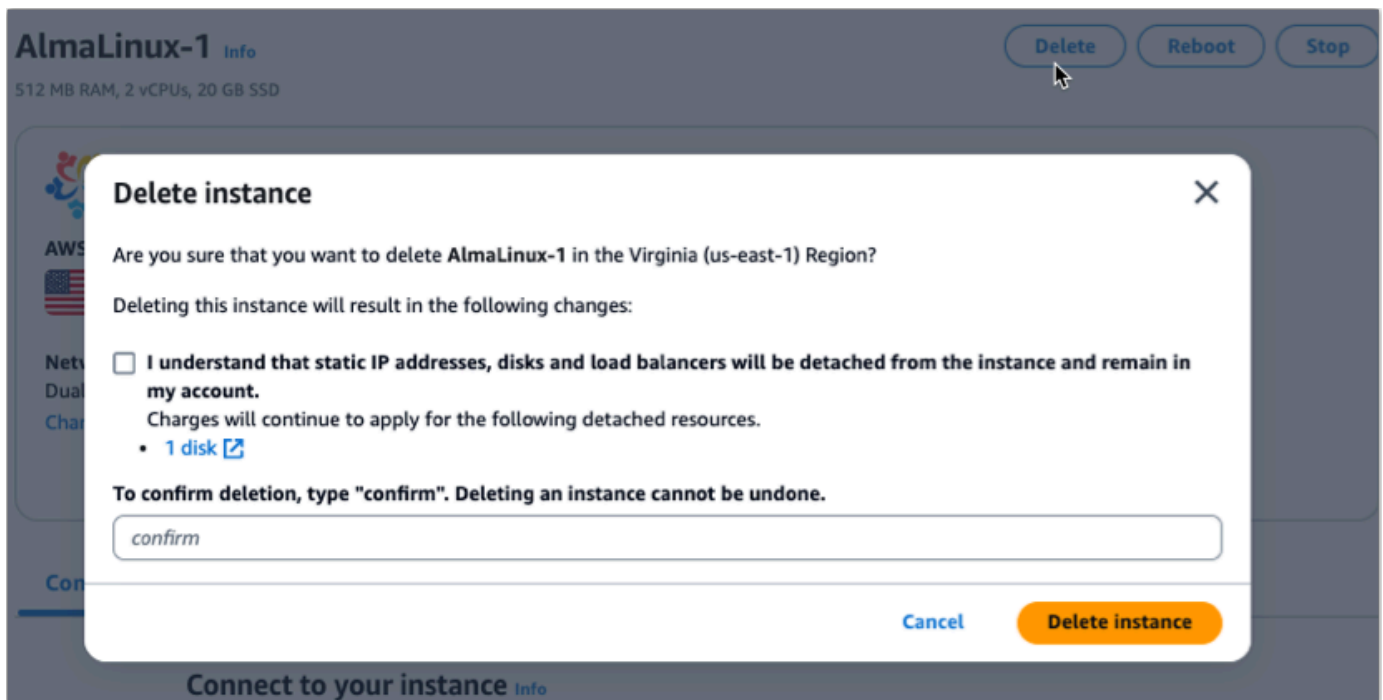 AlmaLinux-1 Info
Delete
Reboot
Stop
512 MB RAM, 2 vCPUs, 20 GB SSD
Delete instance
Are you sure that you want to delete AlmaLinux-1 in the Virginia (us-east-1) Region?
AWS
Deleting this instance will result in the following changes:
I understand that static IP addresses, disks and load balancers will be detached from the instance and remain in
my account.
Dual
Charges will continue to apply for the following detached resources.
• 1 disk
To confirm deletion, type "confirm". Deleting an instance cannot be undone.
confirm
Cancel
Delete instance
Connect to your instance Info